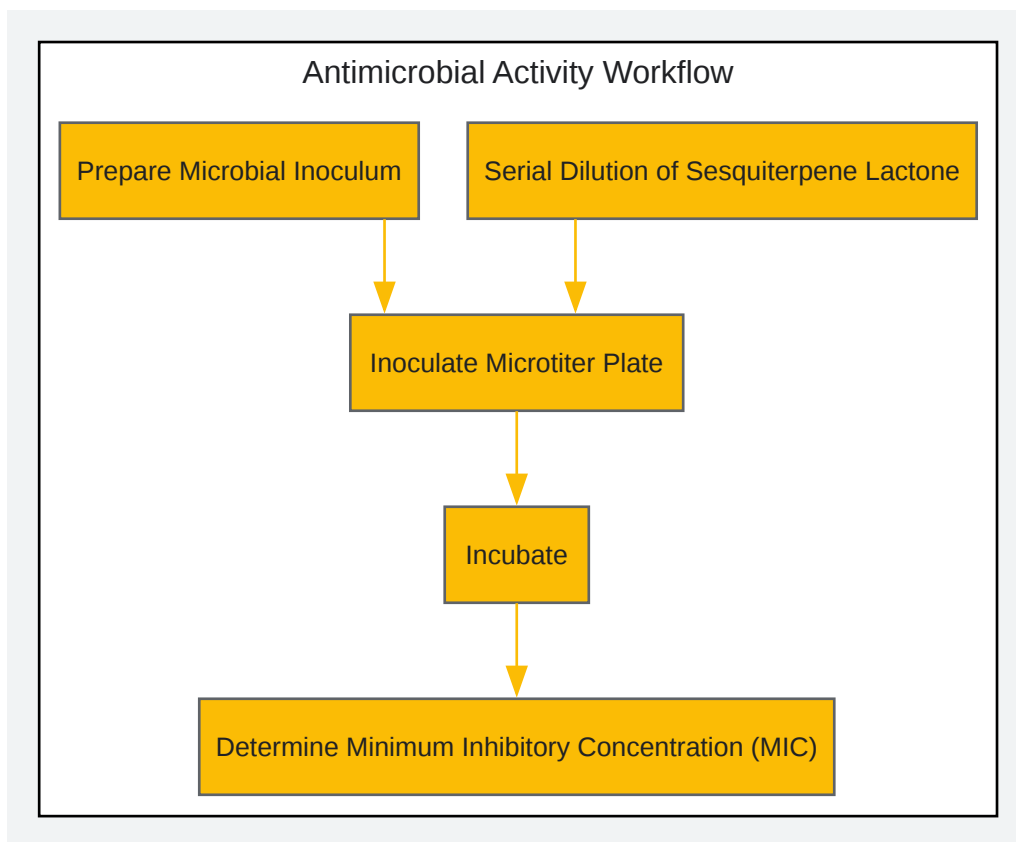 Antimicrobial Activity Workflow
Prepare Microbial Inoculum
Serial Dilution of Sesquiterpene Lactone
Inoculate Microtiter Plate
Incubate
Determine Minimum Inhibitory Concentration (MIC)